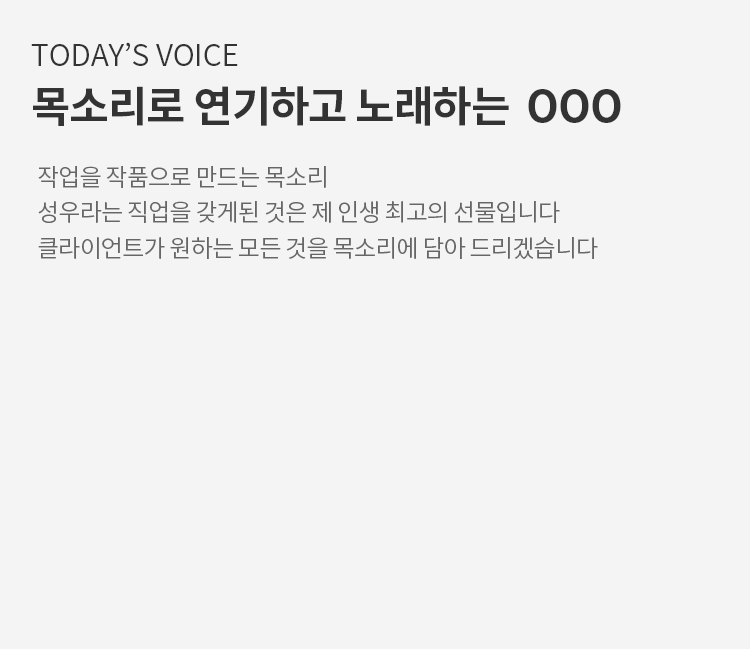 TODAY’S VOICE
목소리로 연기하고 노래하는 OOO
작업을 작품으로 만드는 목소리
성우라는 직업을 갖게된 것은 제 인생 최고의 선물입니다
클라이언트가 원하는 모든 것을 목소리에 담아 드리겠습니다